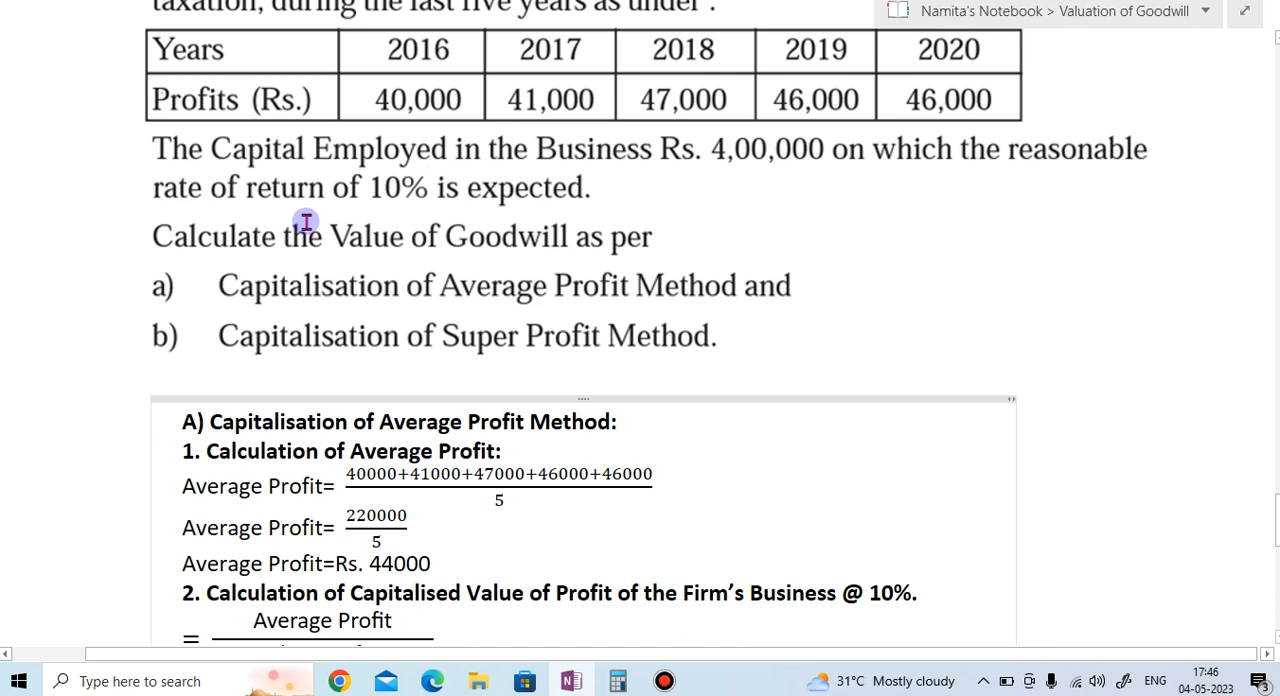 taxation, during the last five years as under :
Namita's Notebook > Valuation of Goodwill
Years 2016 2017 2018 2019 2020
Profits (Rs.) 40,000 41,000 47,000 46,000 46,000
The Capital Employed in the Business Rs. 4,00,000 on which the reasonable
rate of return of 10% is expected.
Calculate the Value of Goodwill as per
a) Capitalisation of Average Profit Method and
b) Capitalisation of Super Profit Method.
A) Capitalisation of Average Profit Method:
1. Calculation of Average Profit:
Average Profit= 40000+41000+47000+46000+46000
5
Average Profit= 220000
5
Average Profit=Rs. 44000
2. Calculation of Capitalised Value of Profit of the Firm's Business @ 10%.
Average Profit
=
Type here to search
31°C Mostly cloudy
ENG
17:46
04-05-2023
3